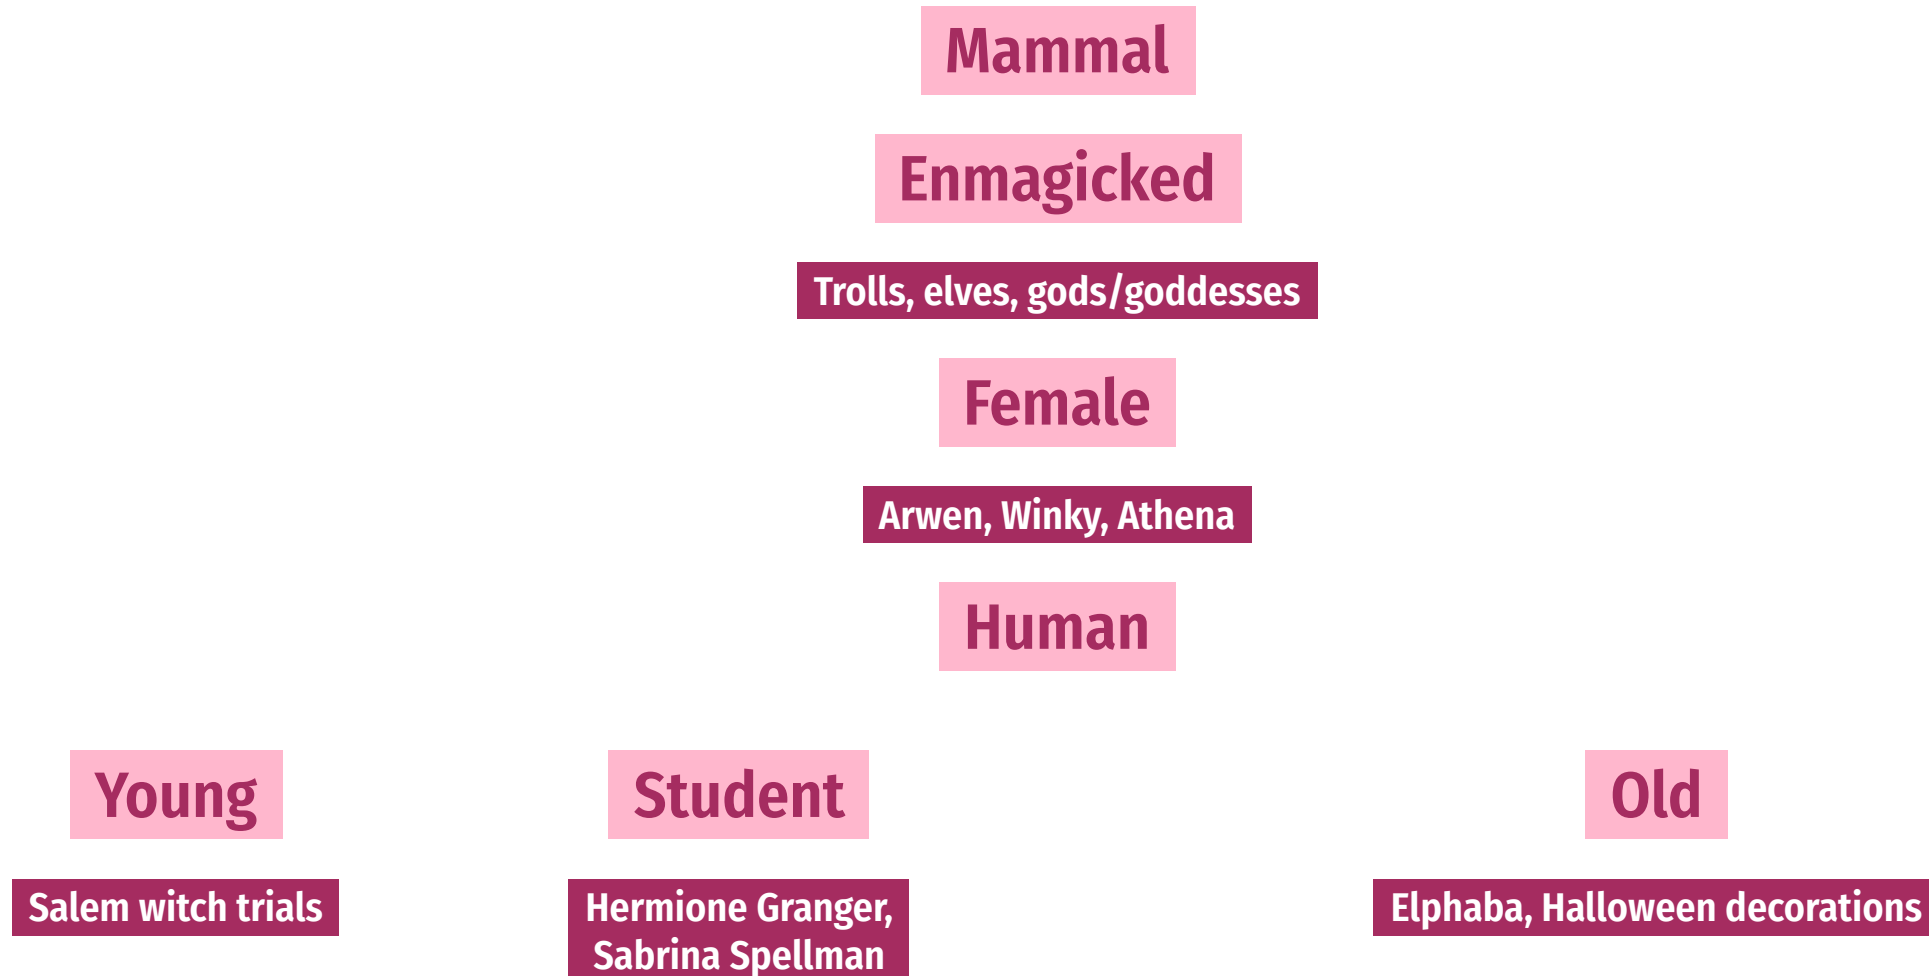 Mammal
Enmagicked
Trolls, elves, gods/goddesses
Female
Arwen, Winky, Athena
Human
Young
Salem witch trials
Student
Hermione Granger,
Sabrina Spellman
Old
Elphaba, Halloween decorations